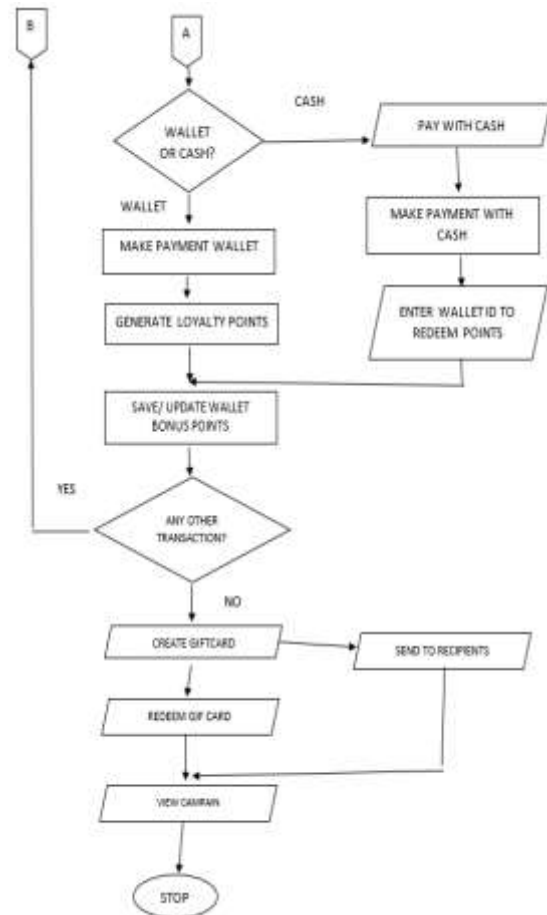 B
A
CASH
WALLET
OR CASH?
PAY WITH CASH
WALLET
MAKE PAYMENT WITH
CASH
MAKE PAYMENT WALLET
ENTER WALLET ID TO
REDEEM POINTS
GENERATE LOYALTY POINTS
SAVE/ UPDATE WALLET
BONUS POINTS
YES
ANY OTHER
TRANSACTION?
NO
CREATE GIFTCARD
SEND TO RECIPIENTS
REDEEM GIF CARD
VIEW CAMPAIN
STOP